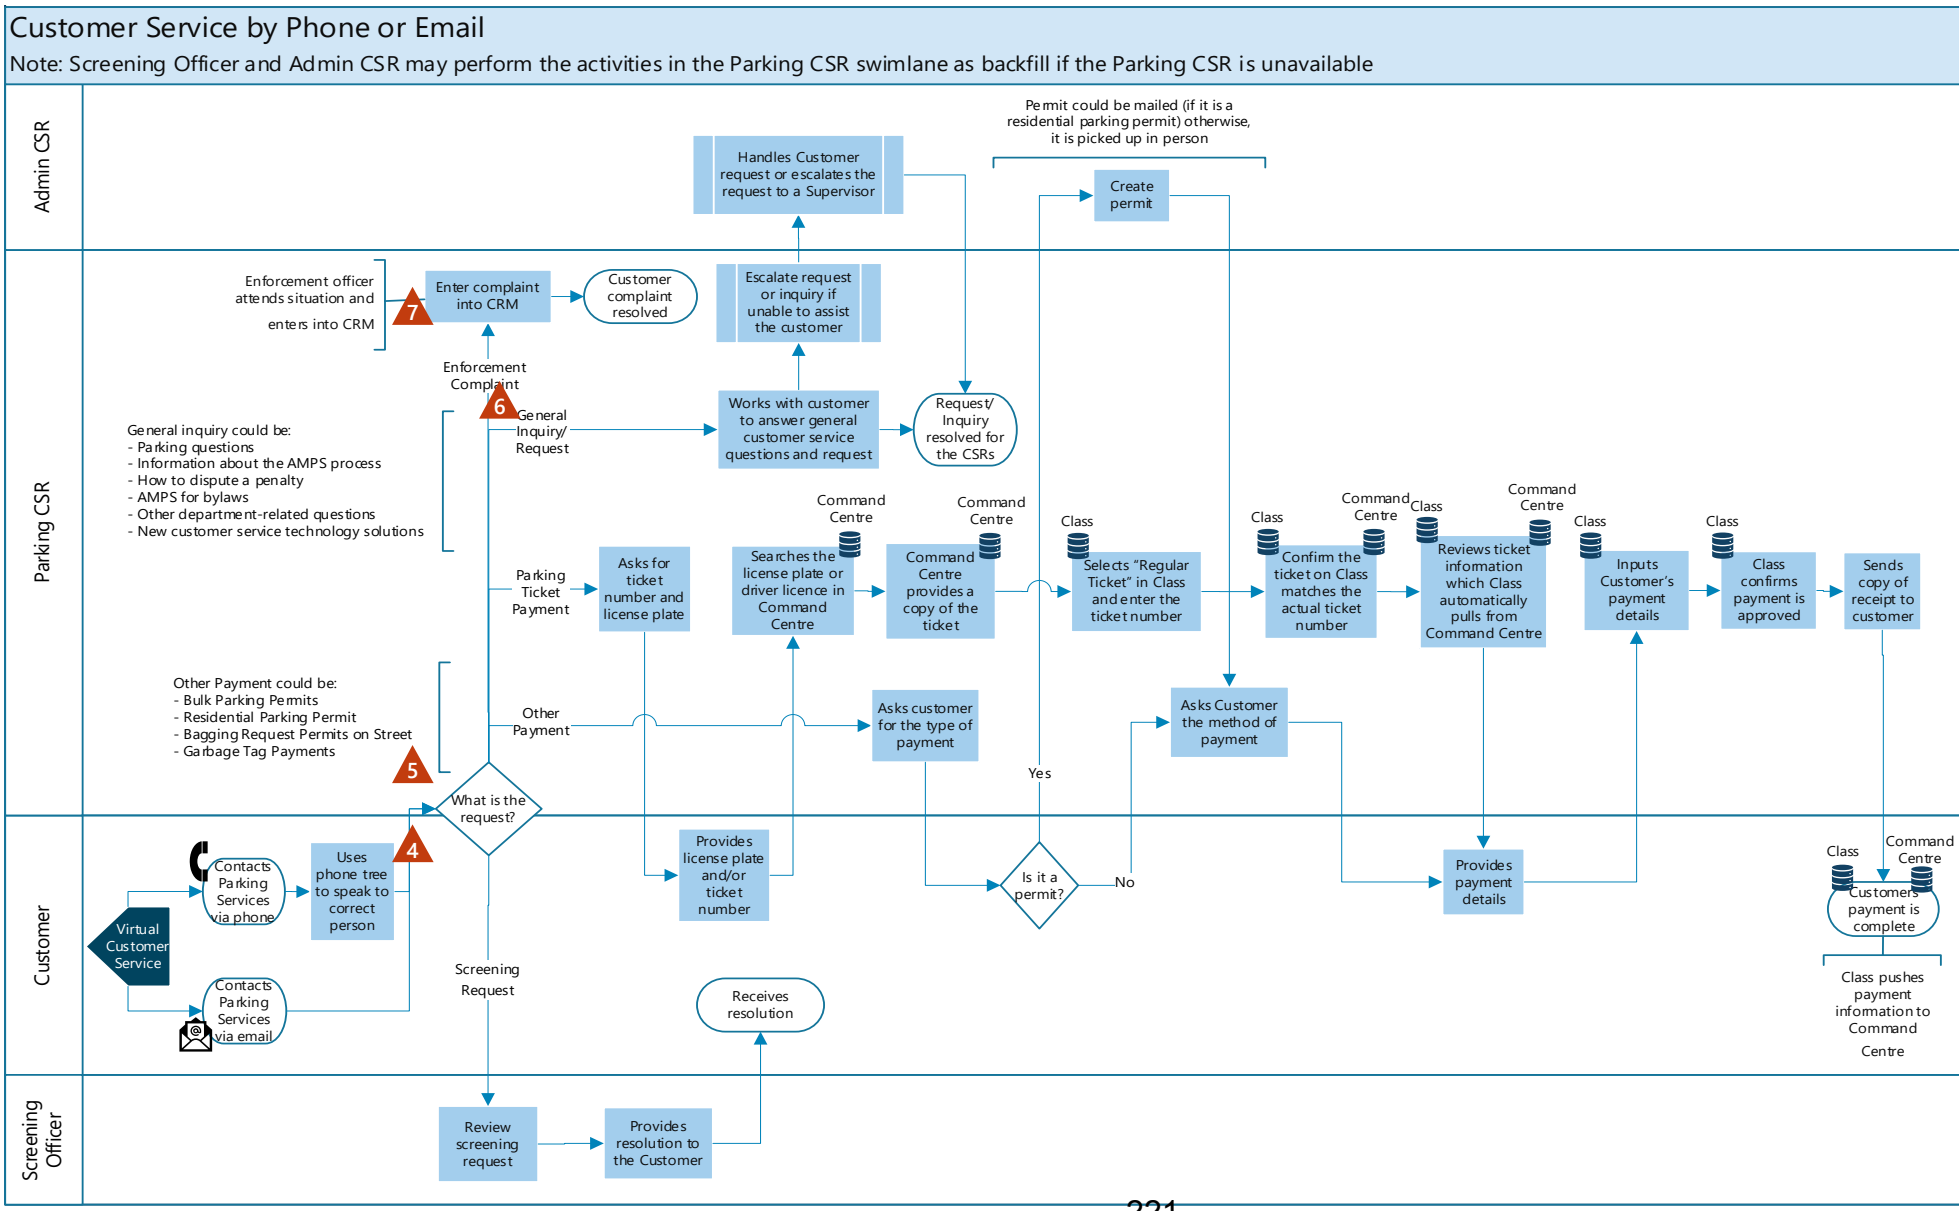 Customer Service by Phone or Email
Note: Screening Officer and Admin CSR may perform the activities in the Parking CSR swimlane as backfill if the Parking CSR is unavailable
Admin CSR
Handles Customer
request or escalates the
request to a Supervisor
Permit could be mailed (if it is a
residential parking permit) otherwise,
it is picked up in person
Create
permit
Parking CSR
Enforcement officer
attends situation and
enters into CRM
7
Enter complaint
into CRM
Customer
complaint
resolved
Escalate request
or inquiry if
unable to assist
the customer
Enforcement
Complaint
6
General
Inquiry/
Request
Works with customer
to answer general
customer service
questions and request
Request/
Inquiry
resolved for
the CSRs
General inquiry could be:
- Parking questions
- Information about the AMPS process
- How to dispute a penalty
- AMPS for bylaws
- Other department-related questions
- New customer service technology solutions
Parking
Ticket
Payment
Asks for
ticket
number and
license plate
Command
Centre
Searches the
license plate or
driver licence in
Command
Centre
Command
Centre
Command
Centre
provides a
copy of the
ticket
Class
Selects "Regular
Ticket" in Class
and enter the
ticket number
Class
Command
Centre
Confirm the
ticket on Class
matches the
actual ticket
number
Class
Command
Centre
Reviews ticket
information
which Class
automatically
pulls from
Command Centre
Class
Inputs
Customer's
payment
details
Class
Class
confirms
payment is
approved
Sends
copy of
receipt to
customer
Other Payment could be:
- Bulk Parking Permits
- Residential Parking Permit
- Bagging Request Permits on Street
- Garbage Tag Payments
5
Other
Payment
Asks customer
for the type of
payment
Asks Customer
the method of
payment
Yes
What is the
request?
Customer
Virtual
Customer
Service
Contacts
Parking
Services
via phone
Uses
phone tree
to speak to
correct
person
4
Contacts
Parking
Services
via email
@
Provides
license plate
and/or
ticket
number
Is it a
permit?
No
Provides
payment
details
Class
Command
Centre
Customers
payment is
complete
Class pushes
payment
information to
Command
Centre
Screening
Request
Receives
resolution
Screening
Officer
Review
screening
request
Provides
resolution to
the Customer
221